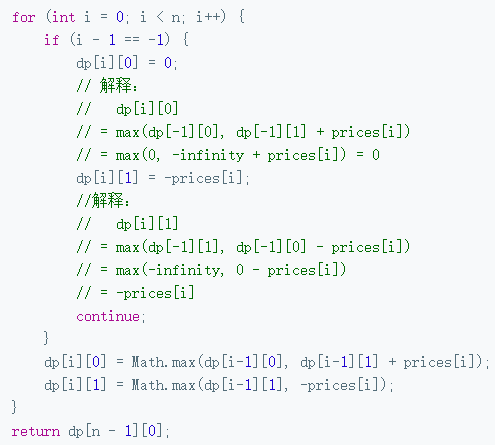 for (int i = 0; i < n; i++) {
    if (i - 1 == -1) {
        dp[i][0] = 0;
        // 解释：
        //   dp[i][0]
        // = max(dp[-1][0], dp[-1][1] + prices[i])
        // = max(0, -infinity + prices[i]) = 0
        dp[i][1] = -prices[i];
        //解释：
        //   dp[i][1]
        // = max(dp[-1][1], dp[-1][0] - prices[i])
        // = max(-infinity, 0 - prices[i])
        // = -prices[i]
        continue;
    }
    dp[i][0] = Math.max(dp[i-1][0], dp[i-1][1] + prices[i]);
    dp[i][1] = Math.max(dp[i-1][1], -prices[i]);
}
return dp[n - 1][0];